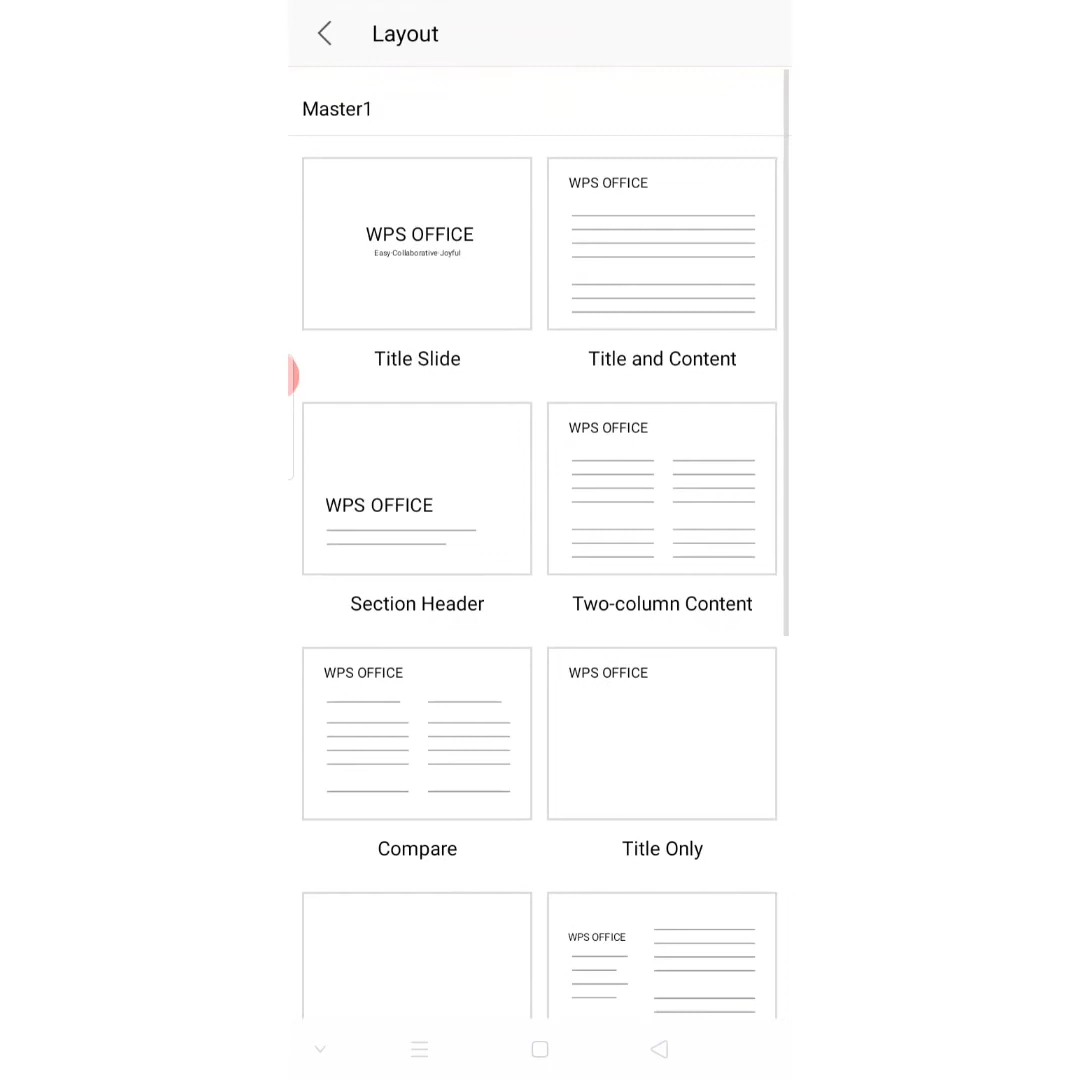 Layout
Master1
WPS OFFICE
Easy·Collaborative·Joyful
WPS OFFICE
Title Slide
Title and Content
WPS OFFICE
WPS OFFICE
Section Header
Two-column Content
WPS OFFICE
WPS OFFICE
Compare
Title Only
WPS OFFICE